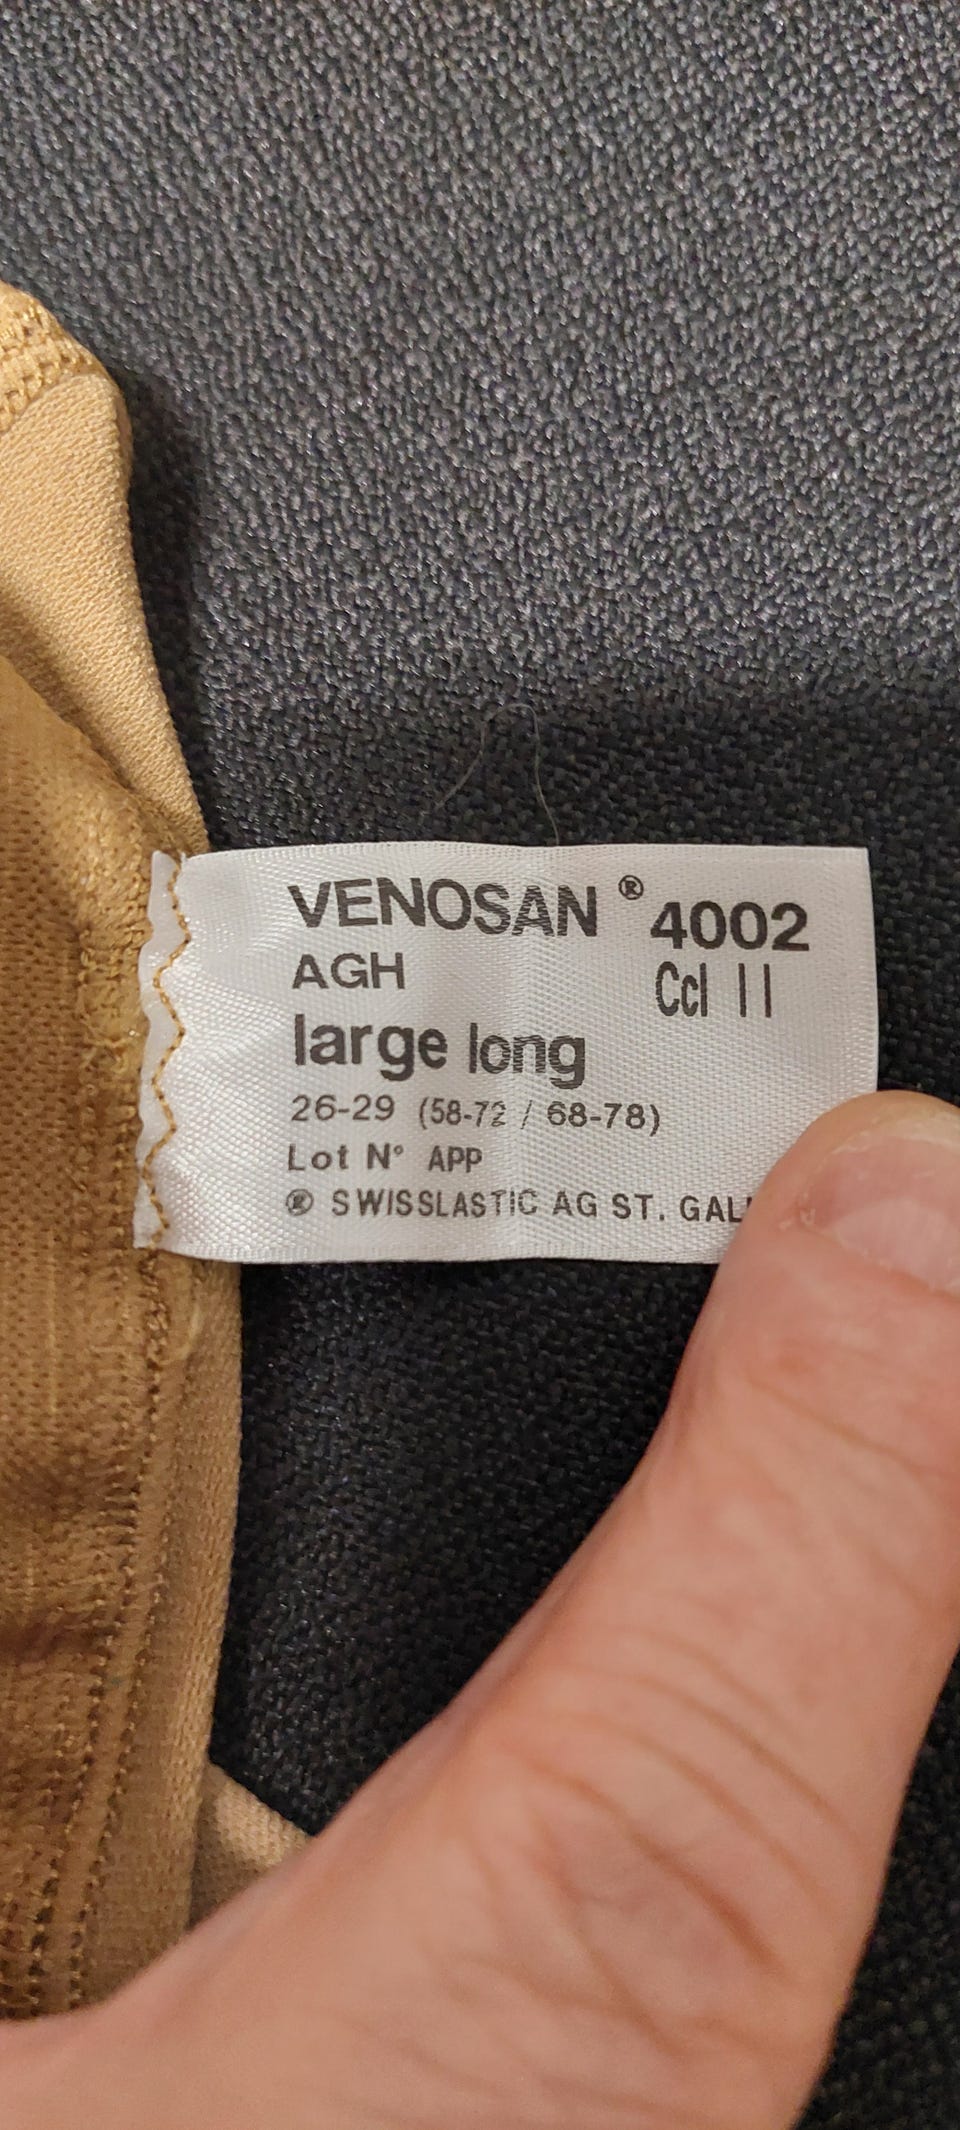 VENOSAN ® 4002
AGH Ccl II
large long
26-29 (58-72 / 68-78)
Lot N° APP
® SWISSLASTIC AG ST.